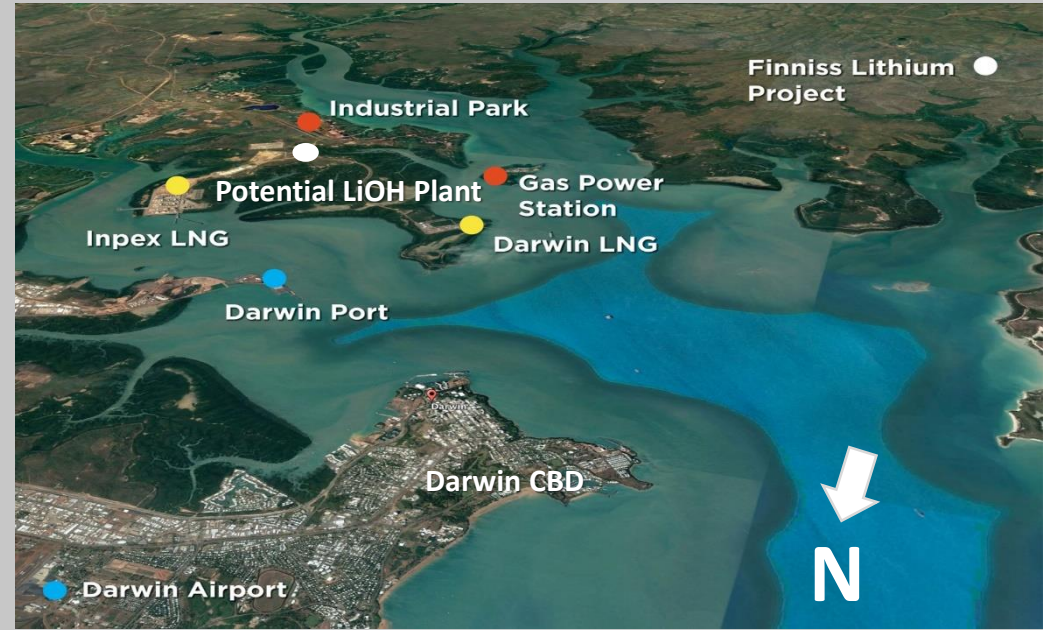 Finniss Lithium
Project
Industrial Park
Potential LiOH Plant
Gas Power
Station
Inpex LNG
Darwin LNG
Darwin Port
Darwin
Darwin CBD
N
Darwin Airport